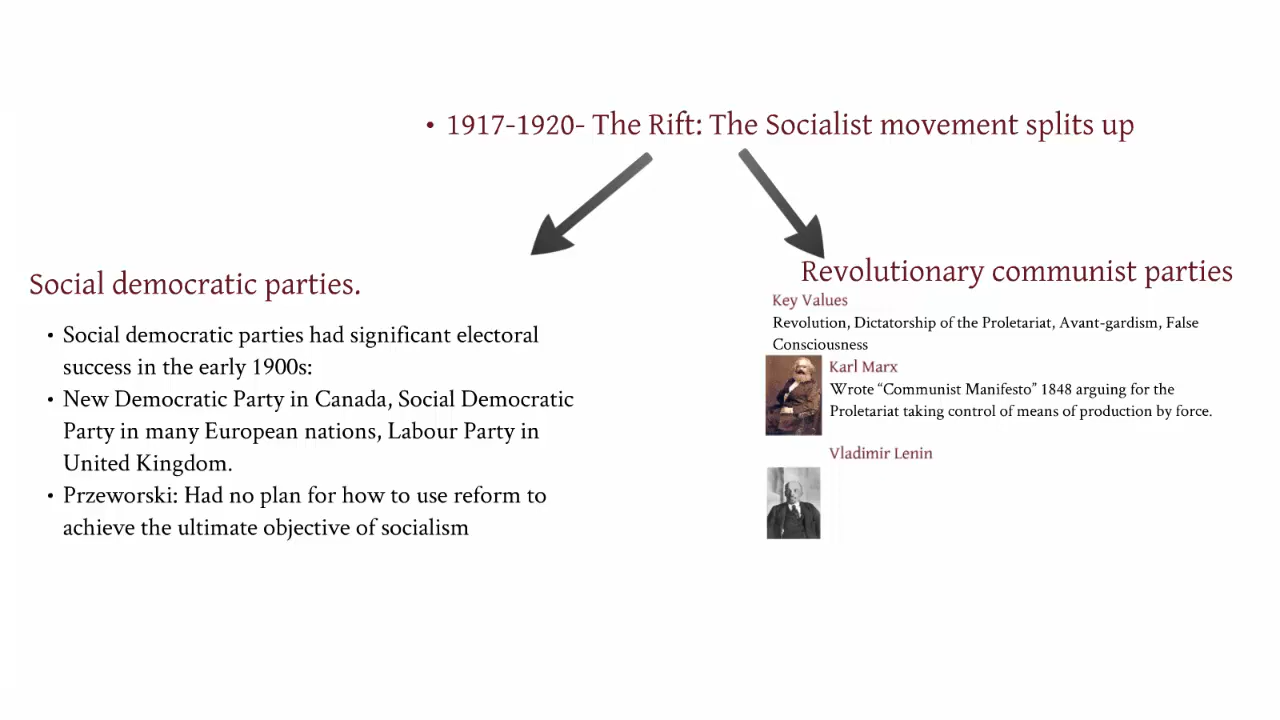 • 1917-1920- The Rift: The Socialist movement splits up
Social democratic parties.
• Social democratic parties had significant electoral
success in the early 1900s:
• New Democratic Party in Canada, Social Democratic
Party in many European nations, Labour Party in
United Kingdom.
• Przeworski: Had no plan for how to use reform to
achieve the ultimate objective of socialism
Revolutionary communist parties
Key Values
Revolution, Dictatorship of the Proletariat, Avant-gardism, False
Consciousness
Karl Marx
Wrote “Communist Manifesto” 1848 arguing for the
Proletariat taking control of means of production by force.
Vladimir Lenin